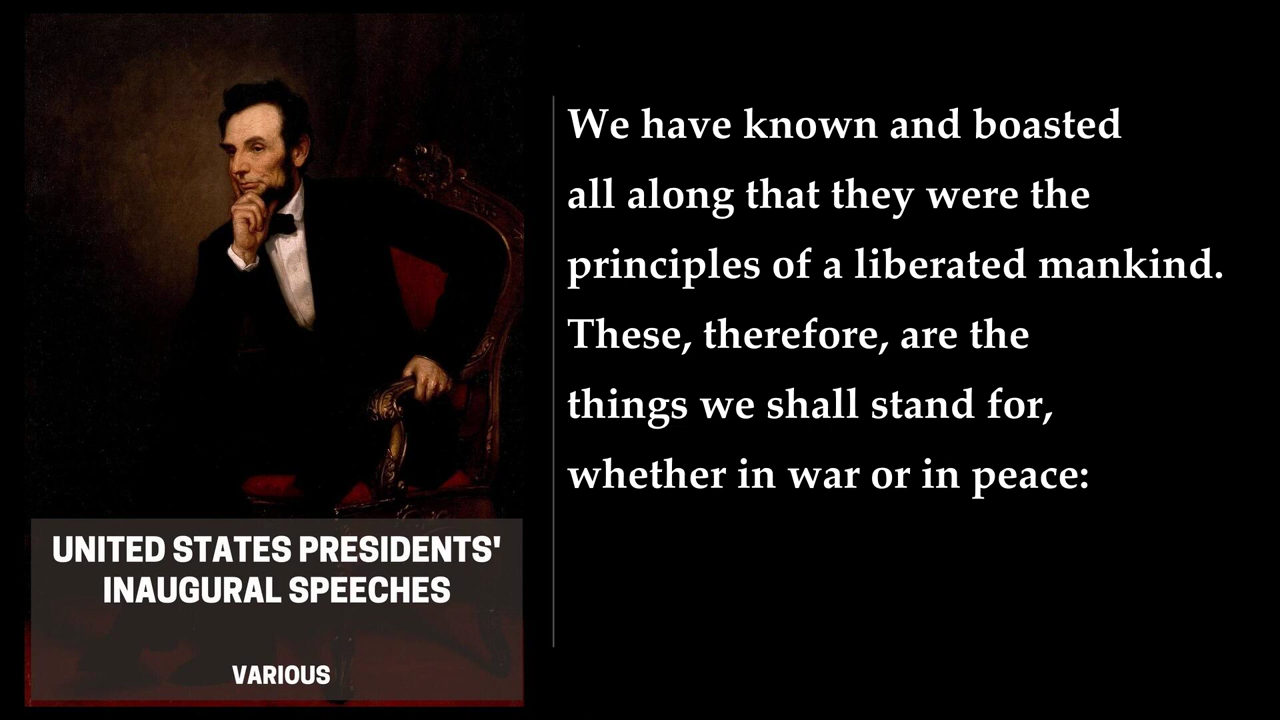 We have known and boasted
all along that they were the
principles of a liberated mankind.
These, therefore, are the
things we shall stand for,
whether in war or in peace:
UNITED STATES PRESIDENTS'
INAUGURAL SPEECHES
VARIOUS